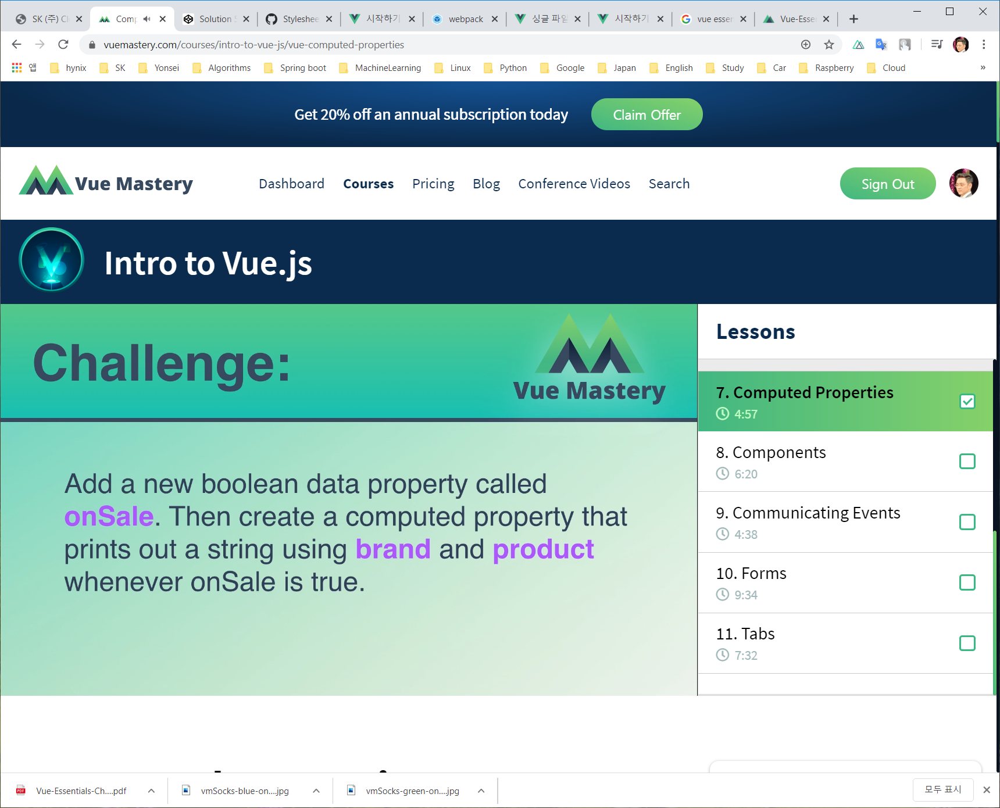 SK (주) C
Comp
Solution S
Styleshee
시작하기
webpack
싱글 파일
시작하기
vue essen
Vue-Esse
vuemastery.com/courses/intro-to-vue-js/vue-computed-properties
앱
hynix
SK
Yonsei
Algorithms
Spring boot
MachineLearning
Linux
Python
Google
Japan
English
Study
Car
Raspberry
Cloud
»
Get 20% off an annual subscription today
Claim Offer
Vue Mastery
Dashboard
Courses
Pricing
Blog
Conference Videos
Search
Sign Out
Intro to Vue.js
Challenge:
Vue Mastery
Add a new boolean data property called
onSale. Then create a computed property that
prints out a string using brand and product
whenever onSale is true.
Lessons
7. Computed Properties
4:57
8. Components
6:20
9. Communicating Events
4:38
10. Forms
9:34
11. Tabs
7:32
PDF
Vue-Essentials-Ch....pdf
vmSocks-blue-on....jpg
vmSocks-green-on....jpg
모두 표시